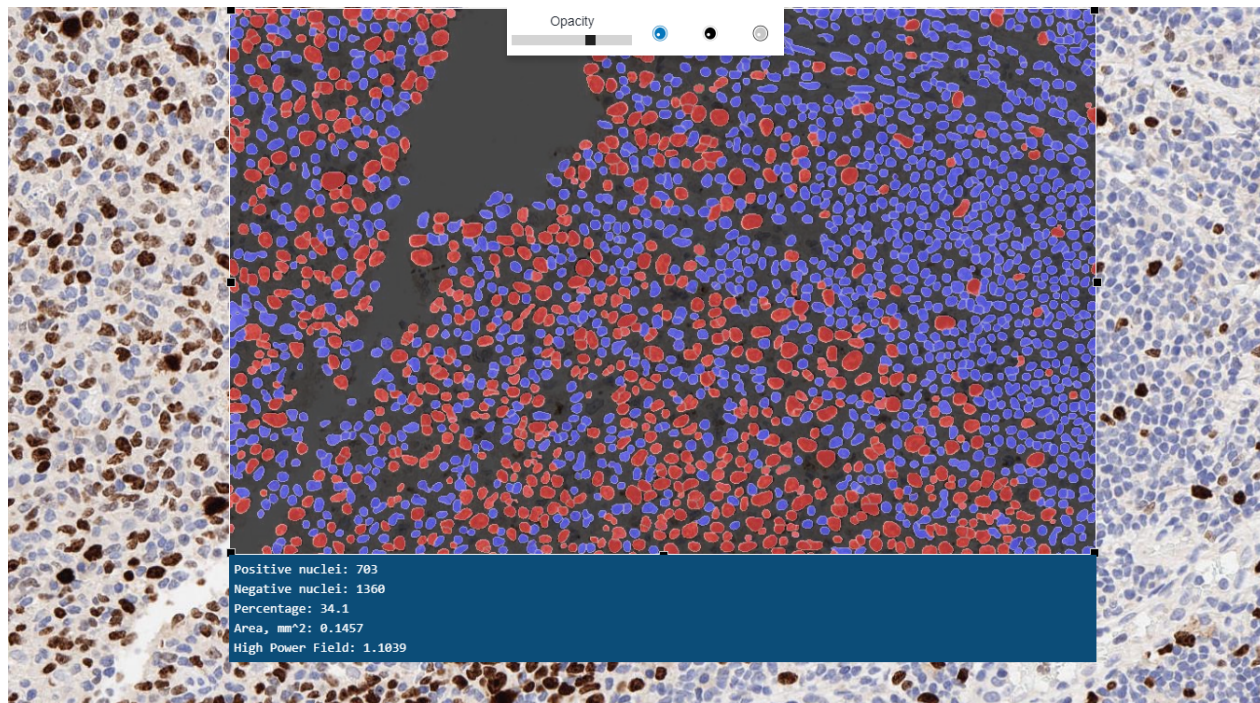 Opacity
Positive nuclei: 703
Negative nuclei: 1360
Percentage: 34.1
Area, mm^2: 0.1457
High Power Field: 1.1039